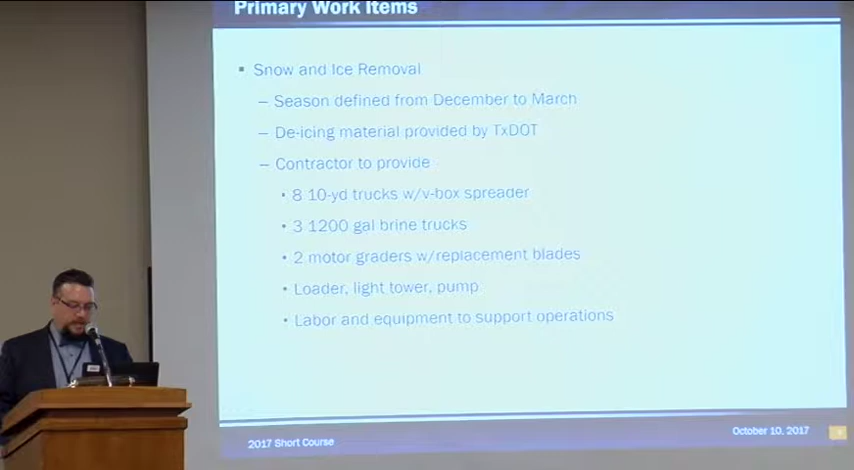 Primary Work Items
▪ Snow and Ice Removal
– Season defined from December to March
– De-icing material provided by TxDOT
– Contractor to provide
• 8 10-yd trucks w/v-box spreader
• 3 1200 gal brine trucks
• 2 motor graders w/replacement blades
• Loader, light tower, pump
• Labor and equipment to support operations
2017 Short Course
October 10, 2017